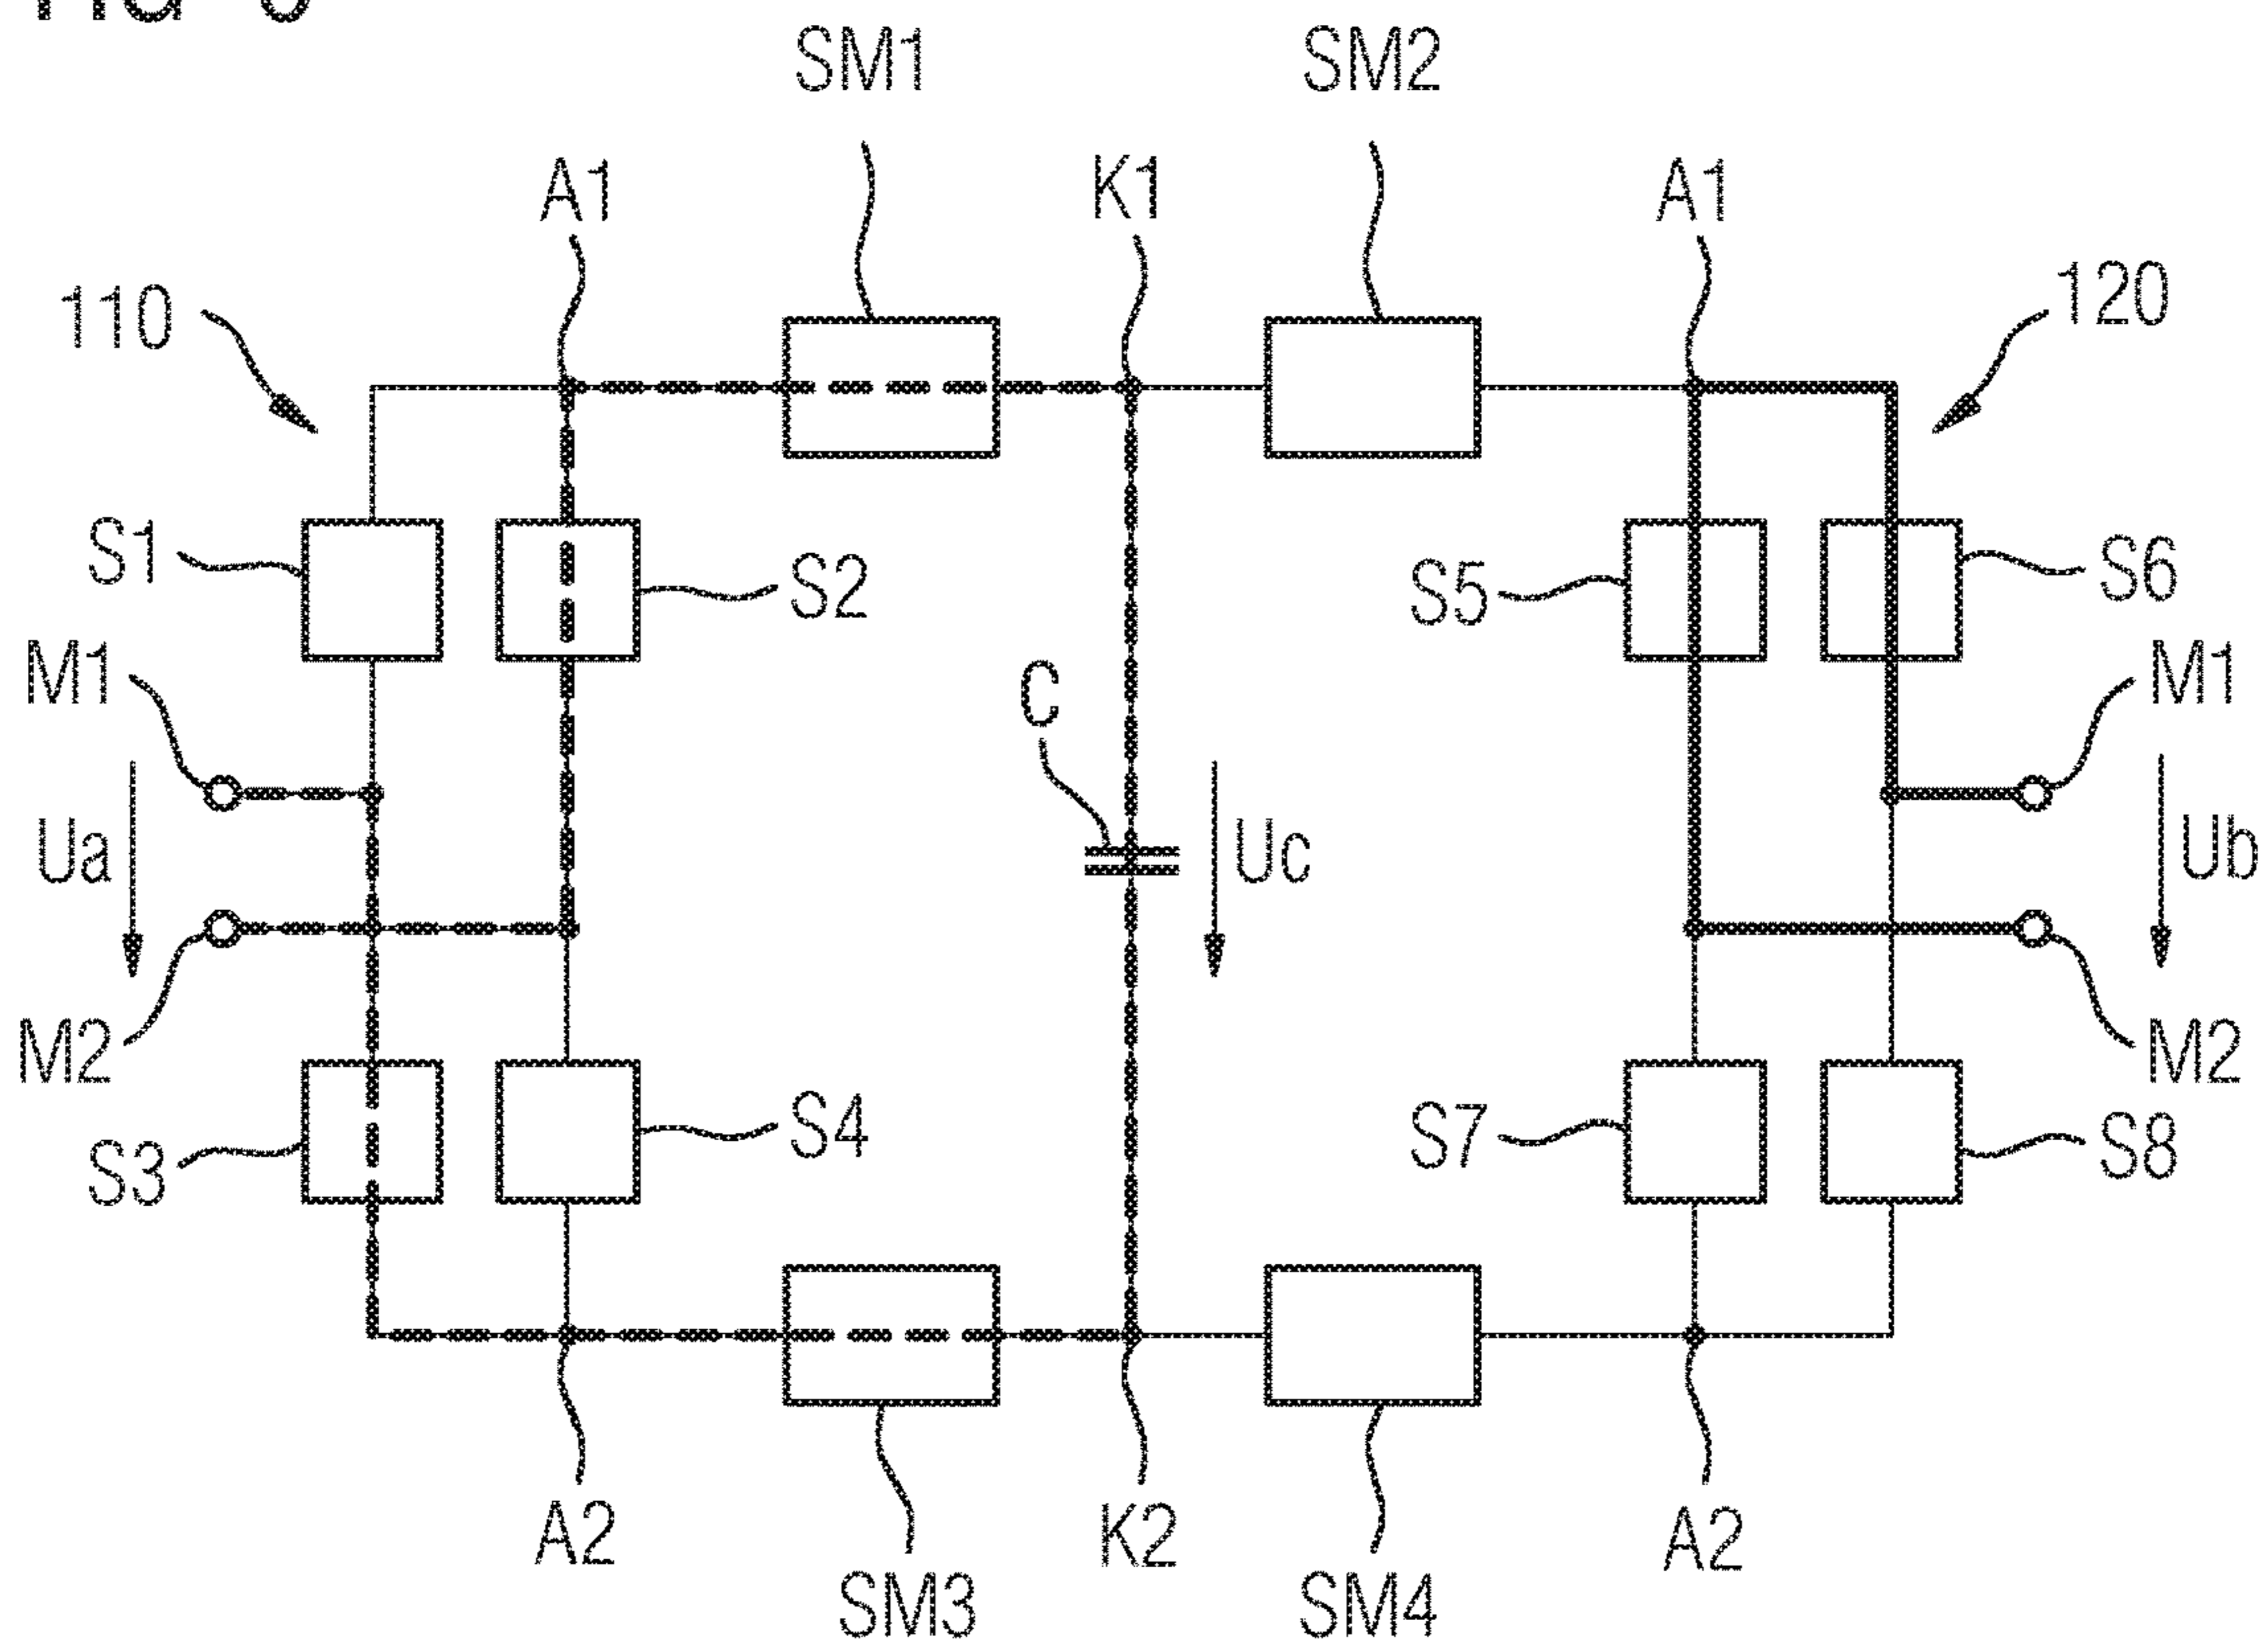 SM1 SM2
A1 K1 A1
110 120
S1 S2 S5 S6
M1 C M1
Ua Uc Ub
M2 M2
S3 S4 S7 S8
A2 K2 A2
SM3 SM4